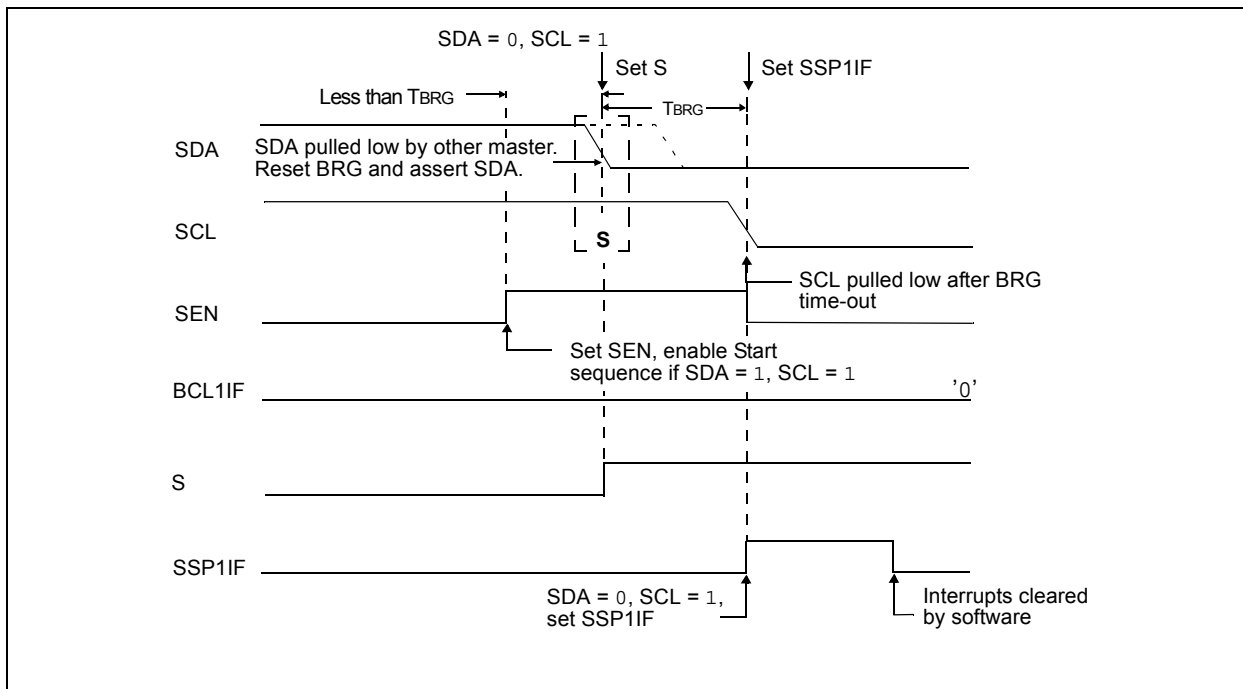 SDA = 0, SCL = 1
Set S
Set SSP1IF
Less than TBRG
TBRG
SDA
SDA pulled low by other master.
Reset BRG and assert SDA.
SCL
S
SCL pulled low after BRG
time-out
SEN
Set SEN, enable Start
sequence if SDA = 1, SCL = 1
BCL1IF
'0'
S
SSP1IF
SDA = 0, SCL = 1,
set SSP1IF
Interrupts cleared
by software